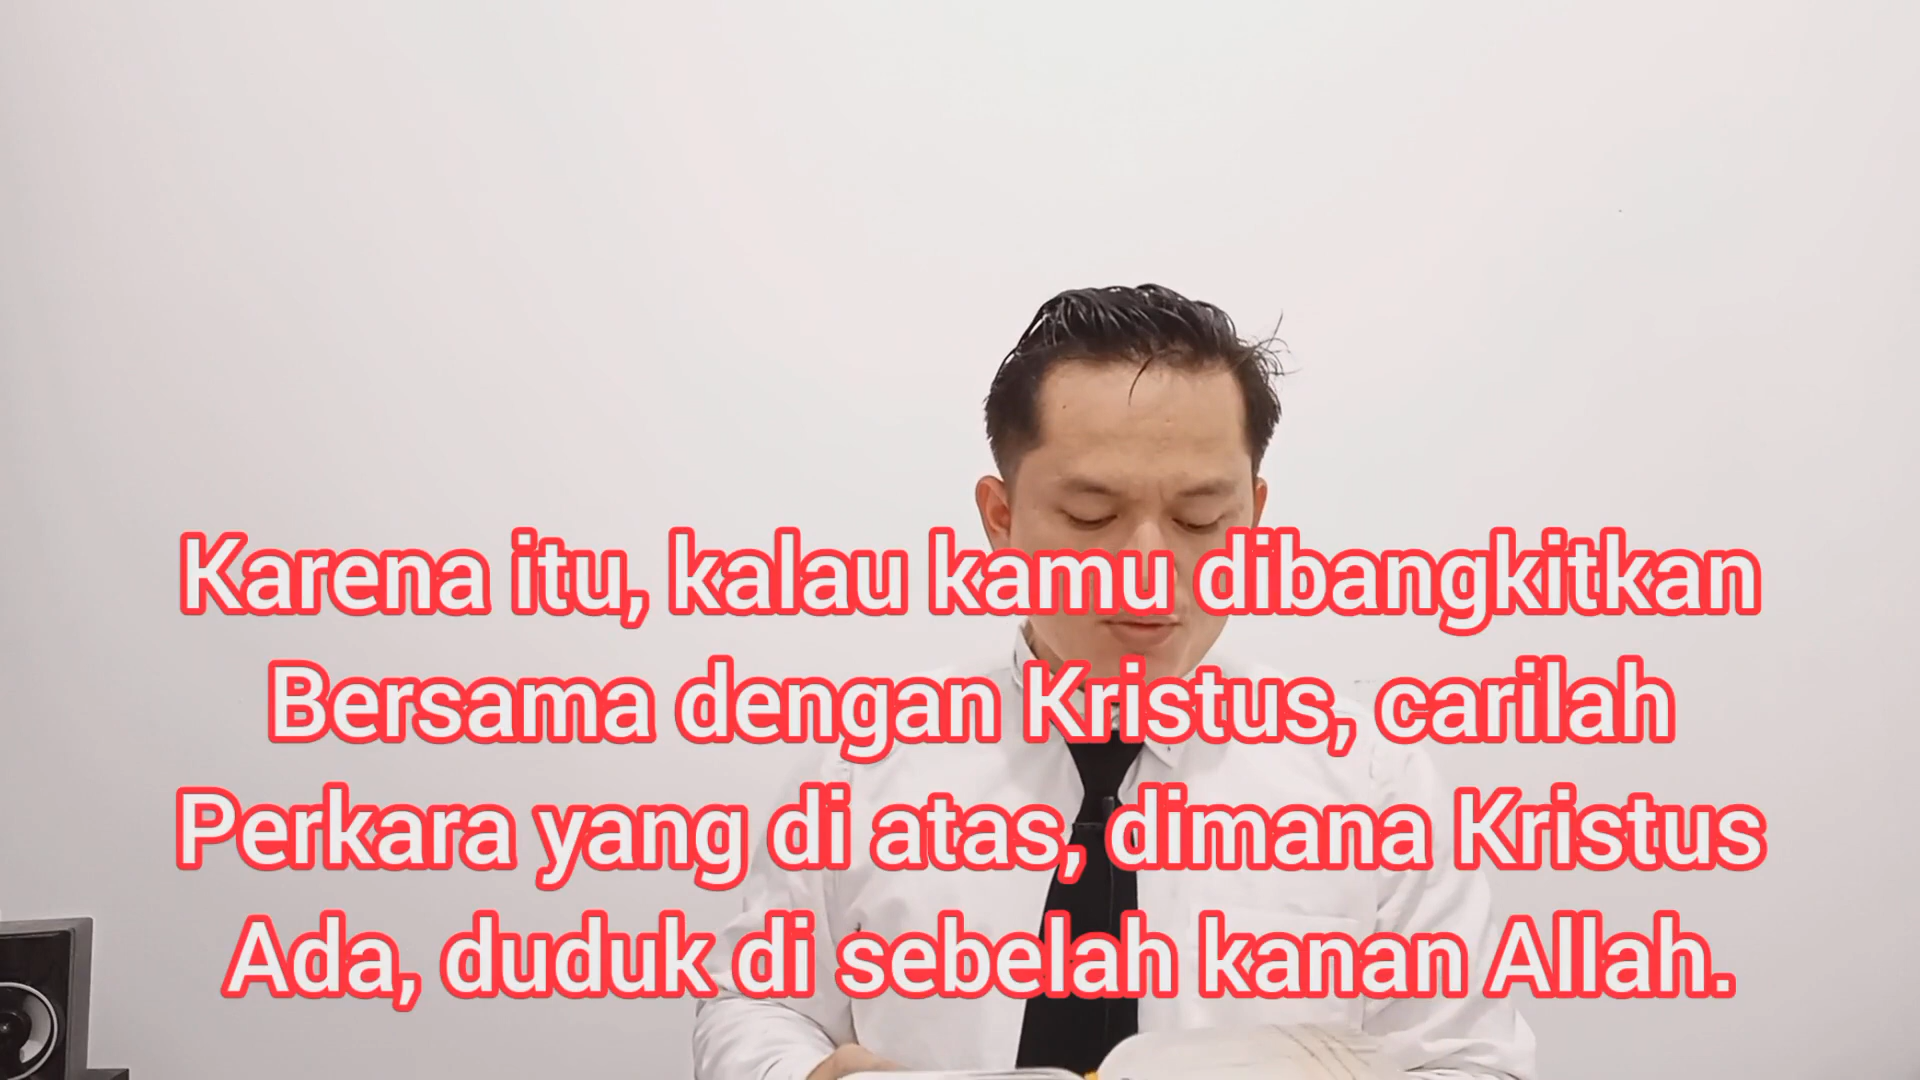 Karena itu, kalau kamu dibangkitkan
Bersama dengan Kristus, carilah
Perkara yang di atas, dimana Kristus
Ada, duduk di sebelah kanan Allah.